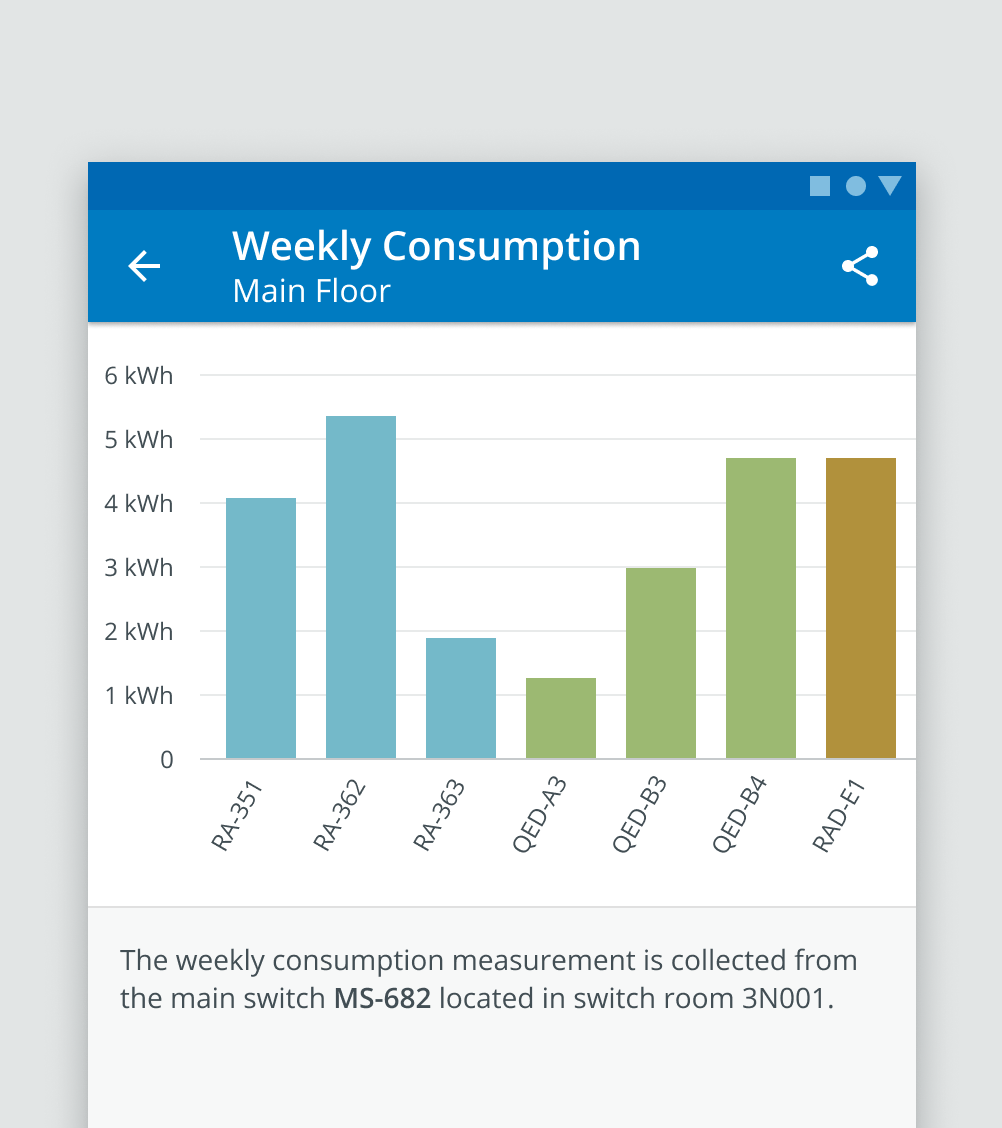 Weekly Consumption
Main Floor
6 kWh
5 kWh
4 kWh
3 kWh
2 kWh
1 kWh
0
RA-351
RA-362
RA-363
QED-A3
QED-B3
QED-B4
RAD-E1
The weekly consumption measurement is collected from
the main switch MS-682 located in switch room 3N001.